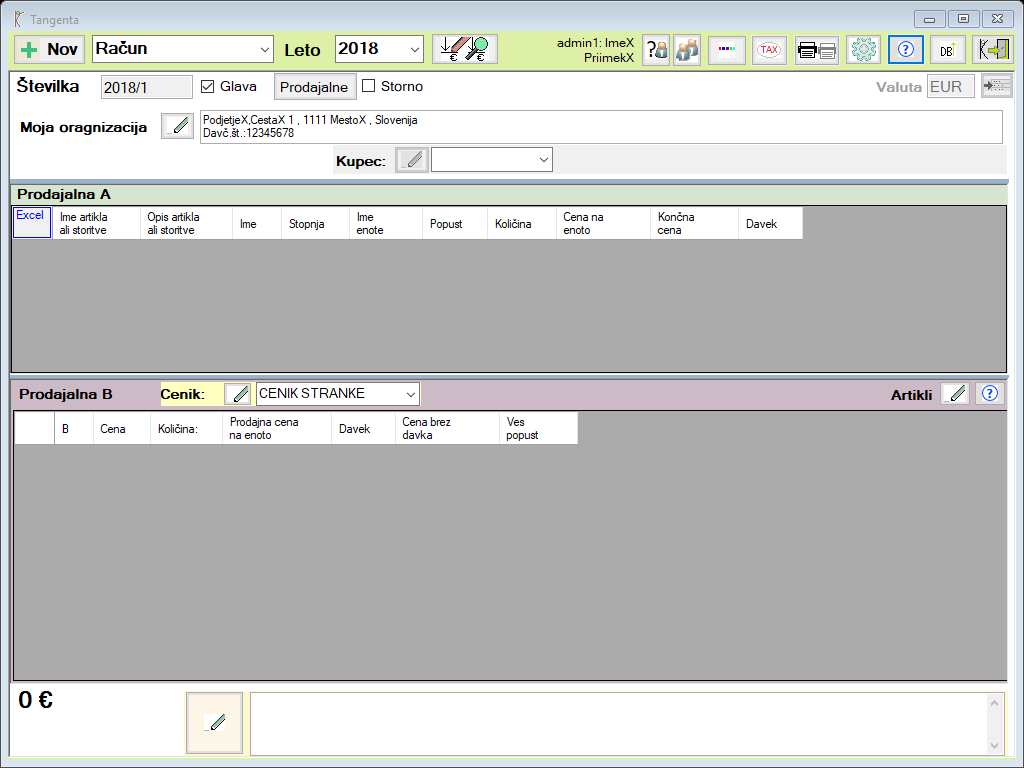 Tangenta
Nov
Račun
Leto
2018
admin1: ImeX
PriimekX
TAX
DB
Številka
2018/1
Glava
Prodajalne
Storno
Valuta
EUR
Moja oragnizacija
PodjetjeX,CestaX 1 , 1111 MestoX , Slovenija
Davč.št.:12345678
Kupec:
Prodajalna A
Excel
Ime artikla
ali storitve
Opis artikla
ali storitve
Ime
Stopnja
Ime
enote
Popust
Količina
Cena na
enoto
Končna
cena
Davek
Prodajalna B
Cenik:
CENIK STRANKE
Artikli
B
Cena
Količina:
Prodajna cena
na enoto
Davek
Cena brez
davka
Ves
popust
0 €